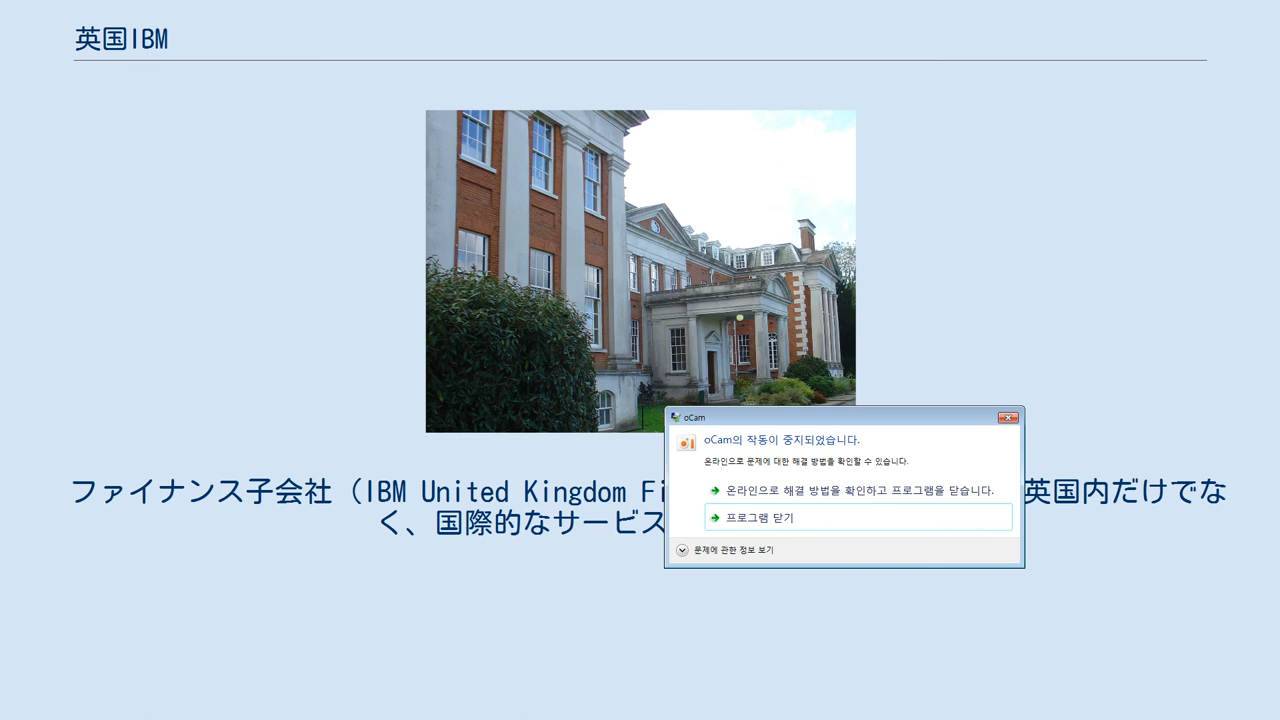 英国IBM
oCam
oCam의 작동이 중지되었습니다.
온라인으로 문제에 대한 해결 방법을 확인할 수 있습니다.
온라인으로 해결 방법을 확인하고 프로그램을 닫습니다.
프로그램 닫기
문제에 관한 정보 보기
ファイナンス子会社（IBM United Kingdom 英国内だけでな
く、国際的なサービス